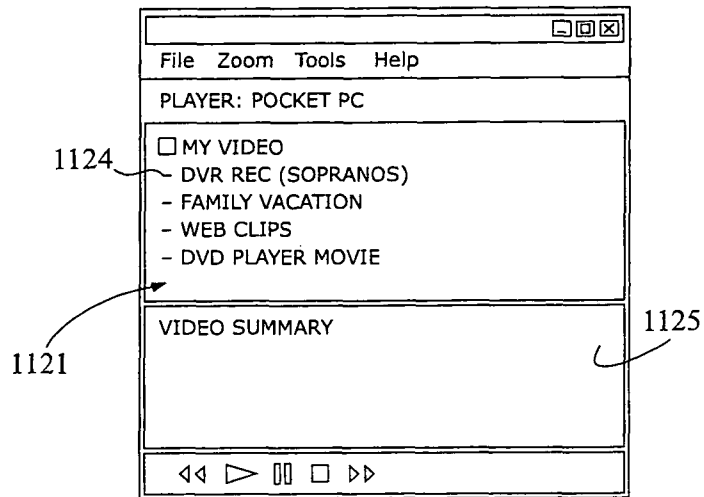 File Zoom Tools Help
PLAYER: POCKET PC
MY VIDEO
1124
- DVR REC (SOPRANOS)
- FAMILY VACATION
- WEB CLIPS
- DVD PLAYER MOVIE
1121
VIDEO SUMMARY
1125